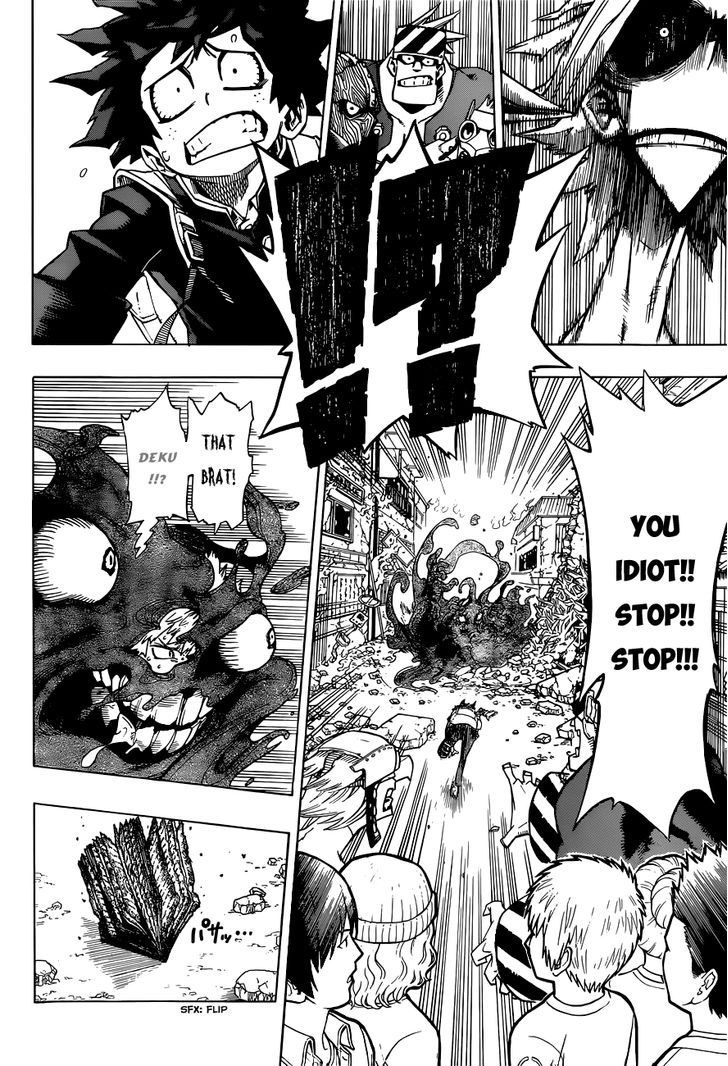 !?
YOU
IDIOT!!
STOP!!
STOP!!!
THAT
BRAT!
DEKU
!!?
パサッ...
SFX: FLIP